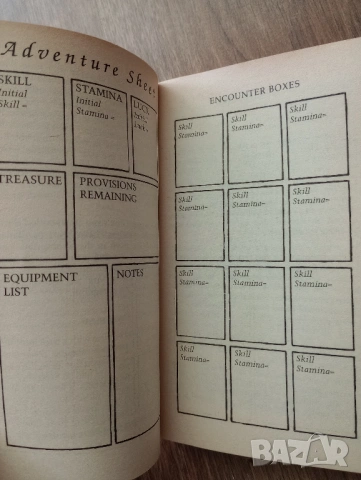 Adventure Sheet
SKILL
Initial
Skill =
STAMINA
Initial
Stamina =
LUCK
TREASURE
PROVISIONS
REMAINING
EQUIPMENT
LIST
NOTES
ENCOUNTER BOXES
Skill
Stamina=
Skill
Stamina=
Skill
Stamina=
Skill
Stamina=
Skill
Stamina=
Skill
Stamina=
Skill
Stamina=
Skill
Stamina=
Skill
Stamina=
Skill
Stamina=
Skill
Stamina=
Skill
Stamina=
BAZAR